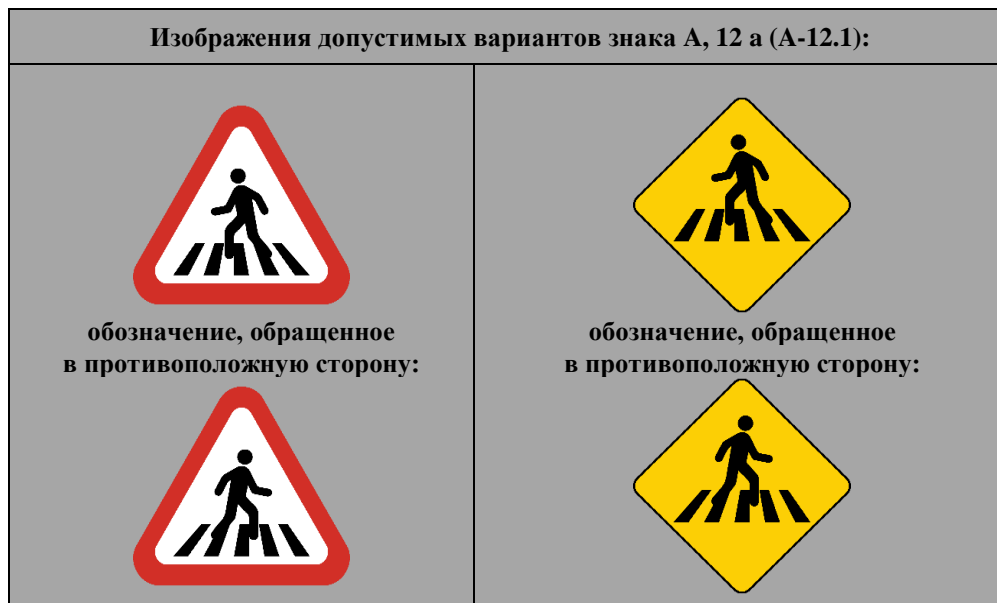 Изображения допустимых вариантов знака A, 12 a (A-12.1):
обозначение, обращенное
в противоположную сторону:
обозначение, обращенное
в противоположную сторону: